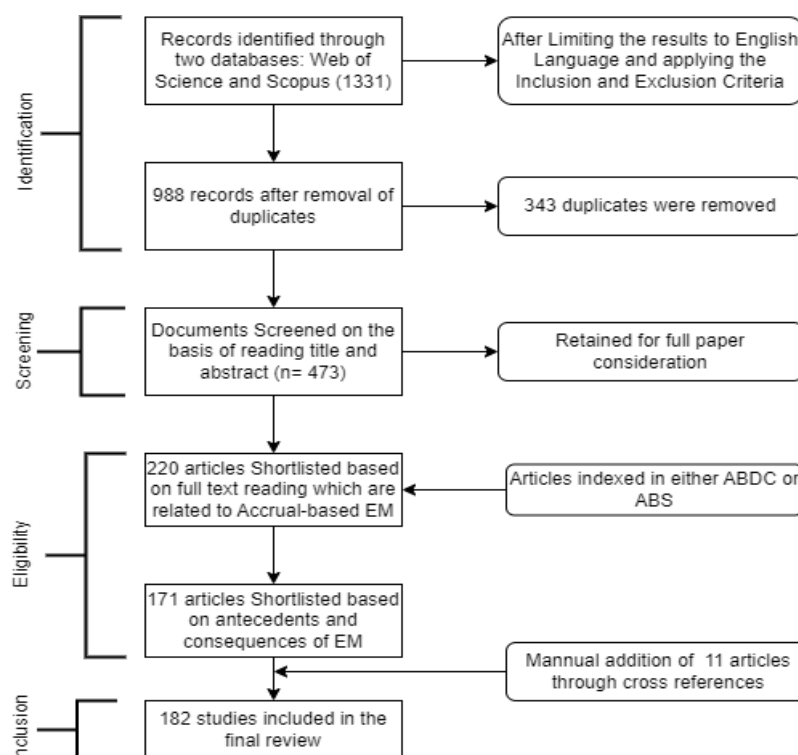 Records identified through
two databases: Web of
Science and Scopus (1331)
After Limiting the results to English
Language and applying the
Inclusion and Exclusion Criteria
Identification
988 records after removal of
duplicates
343 duplicates were removed
Screening
Documents Screened on the
basis of reading title and
abstract (n= 473)
Retained for full paper
consideration
Eligibility
220 articles Shortlisted based
on full text reading which are
related to Accrual-based EM
Articles indexed in either ABDC or
ABS
171 articles Shortlisted based
on antecedents and
consequences of EM
Mannual addition of 11 articles
through cross references
nclusion
182 studies included in the
final review